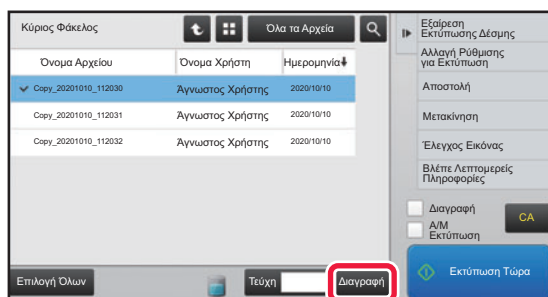 Κύριος Φάκελος
Όλα τα Αρχεία
Όνομα Αρχείου
Όνομα Χρήστη
Ημερομηνία
Copy_20201010_112030
Άγνωστος Χρήστης
2020/10/10
Copy_20201010_112031
Άγνωστος Χρήστης
2020/10/10
Copy_20201010_112032
Άγνωστος Χρήστης
2020/10/10
Επιλογή Όλων
Τεύχη
Διαγραφή
Εξαίρεση
Εκτύπωσης Δέσμης
Αλλαγή Ρύθμισης
για Εκτύπωση
Αποστολή
Μετακίνηση
Έλεγχος Εικόνας
Βλέπε Λεπτομερείς
Πληροφορίες
Διαγραφή
Α/Μ
Εκτύπωση
CA
Εκτύπωση Τώρα